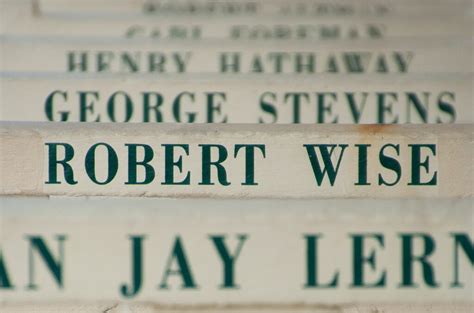 CARL FOREMAN
HENRY HATHAWAY
GEORGE STEVENS
ROBERT WISE
AN JAY LERN